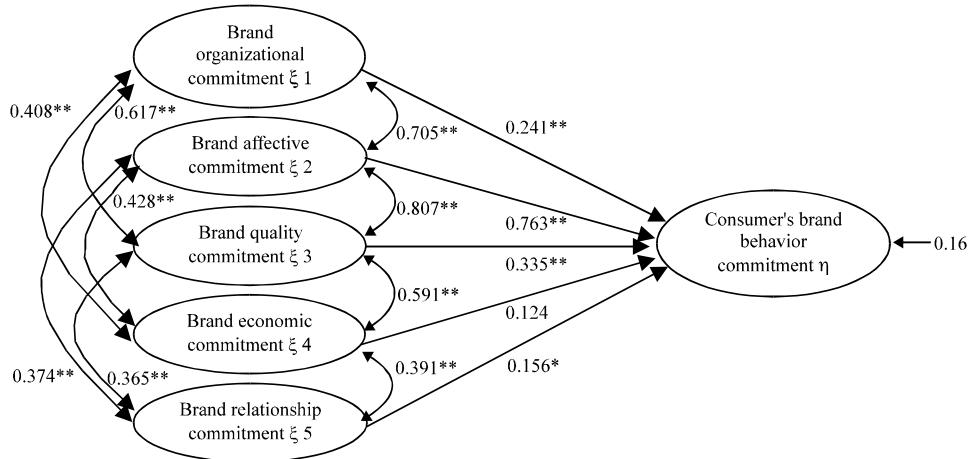 Brand
organizational
commitment ξ 1
0.408**
0.617**
0.705**
0.241**
Brand affective
commitment ξ 2
0.428**
0.807**
0.763**
Consumer's brand
behavior
commitment η
0.16
Brand quality
commitment ξ 3
0.335**
0.591**
Brand economic
commitment ξ 4
0.124
0.374**
0.365**
0.391**
0.156*
Brand relationship
commitment ξ 5